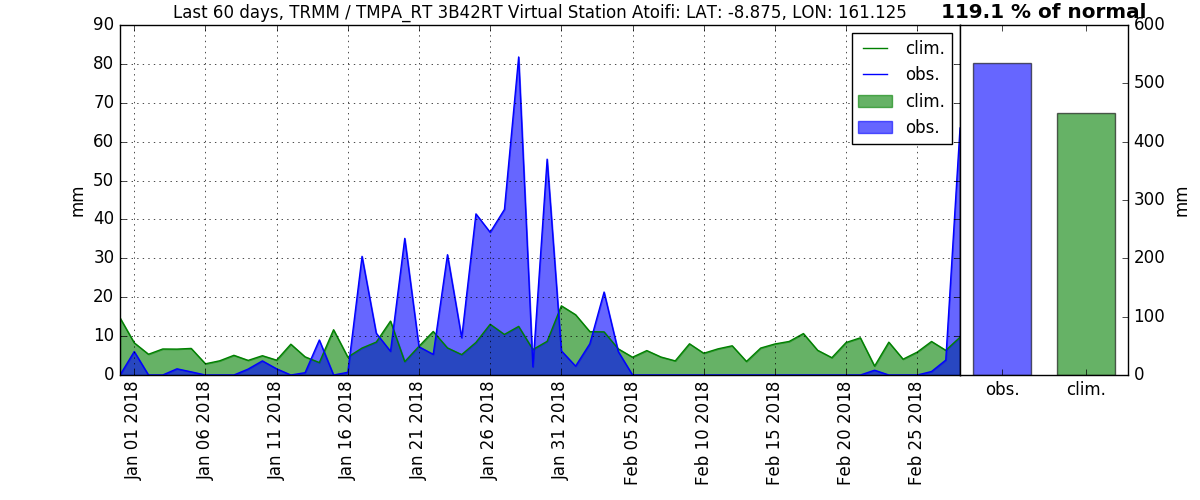 Last 60 days, TRMM / TMPA_RT 3B42RT Virtual Station Atoifi: LAT: -8.875, LON: 161.125
119.1 % of normal
90
80
70
60
50
40
30
20
10
0
mm
clim.
obs.
clim.
obs.
600
500
400
300
200
100
0
mm
Jan 01 2018
Jan 06 2018
Jan 11 2018
Jan 16 2018
Jan 21 2018
Jan 26 2018
Jan 31 2018
Feb 05 2018
Feb 10 2018
Feb 15 2018
Feb 20 2018
Feb 25 2018
obs.
clim.